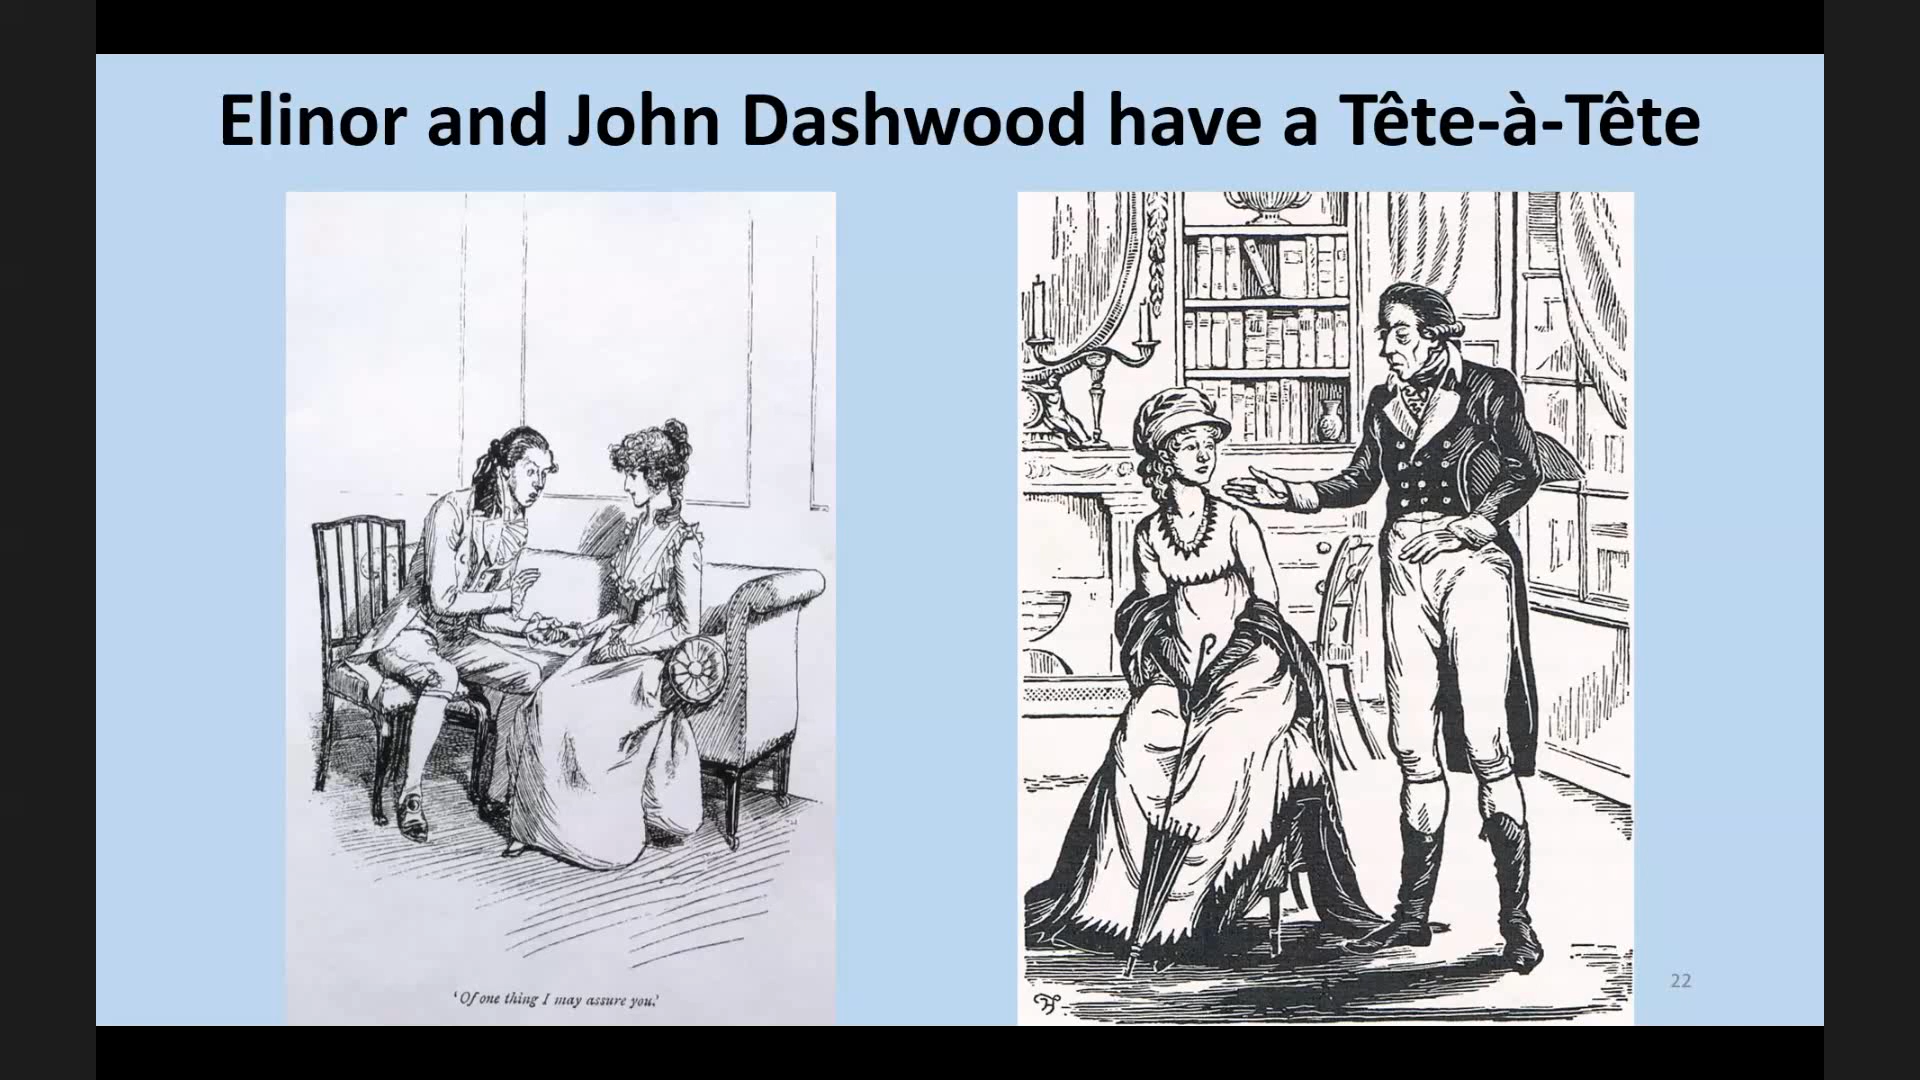 Elinor and John Dashwood have a Tête-à-Tête
'Of one thing I may assure you.'
22